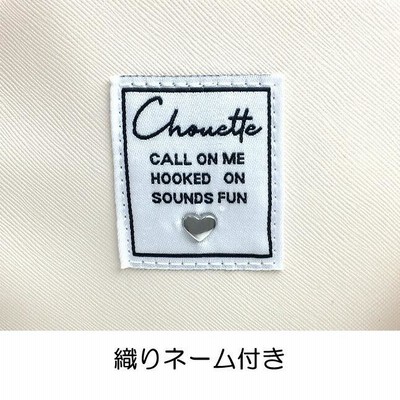 Chouette
CALL ON ME
HOOKED ON
SOUNDS FUN
織りネーム付き